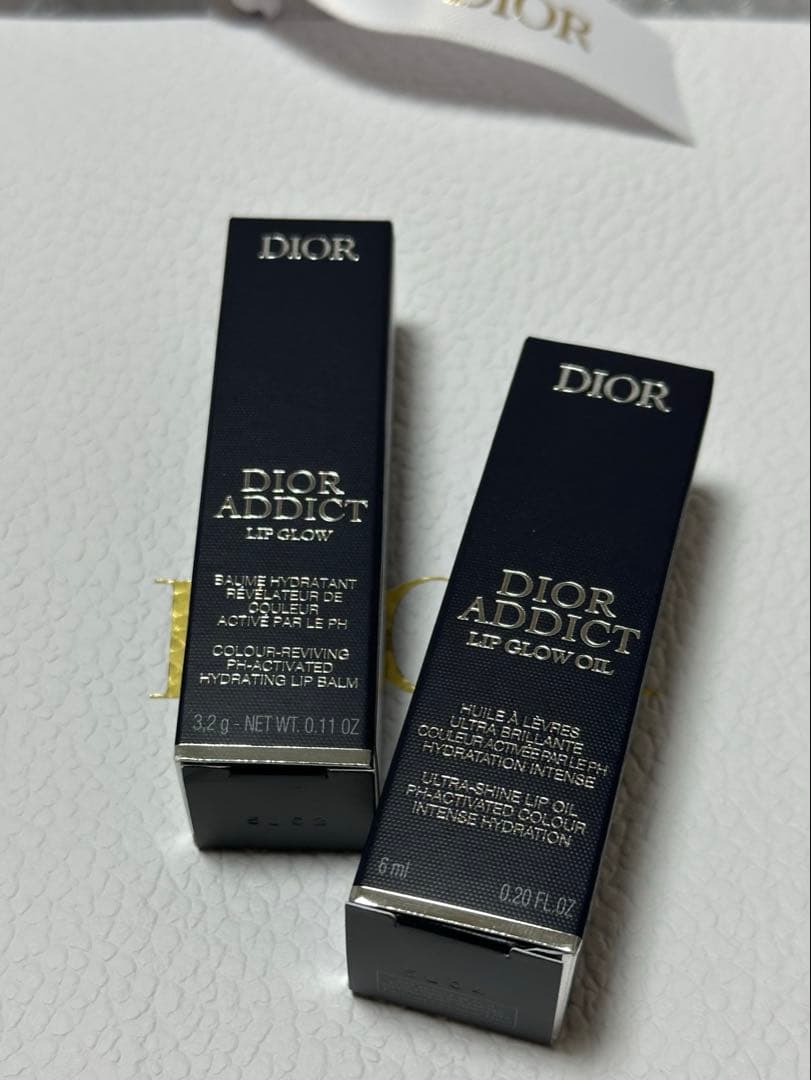 DIOR
DIOR
DIOR
ADDICT
LIP GLOW
BAUME HYDRATANT
RÉVÉLATEUR DE
COULEUR
ACTIVÉ PAR LE PH
COLOUR-REVIVING
PH-ACTIVATED
HYDRATING LIP BALM
3,2 g - NET WT. 0.11 OZ
DIOR
DIOR
ADDICT
LIP GLOW OIL
HUILE À LÈVRES
ULTRA BRILLANTE
COULEUR ACTIVÉE PAR LE PH
HYDRATATION INTENSE
ULTRA-SHINE LIP OIL
PH-ACTIVATED COLOUR
INTENSE HYDRATION
6 ml
0.20 FL.OZ